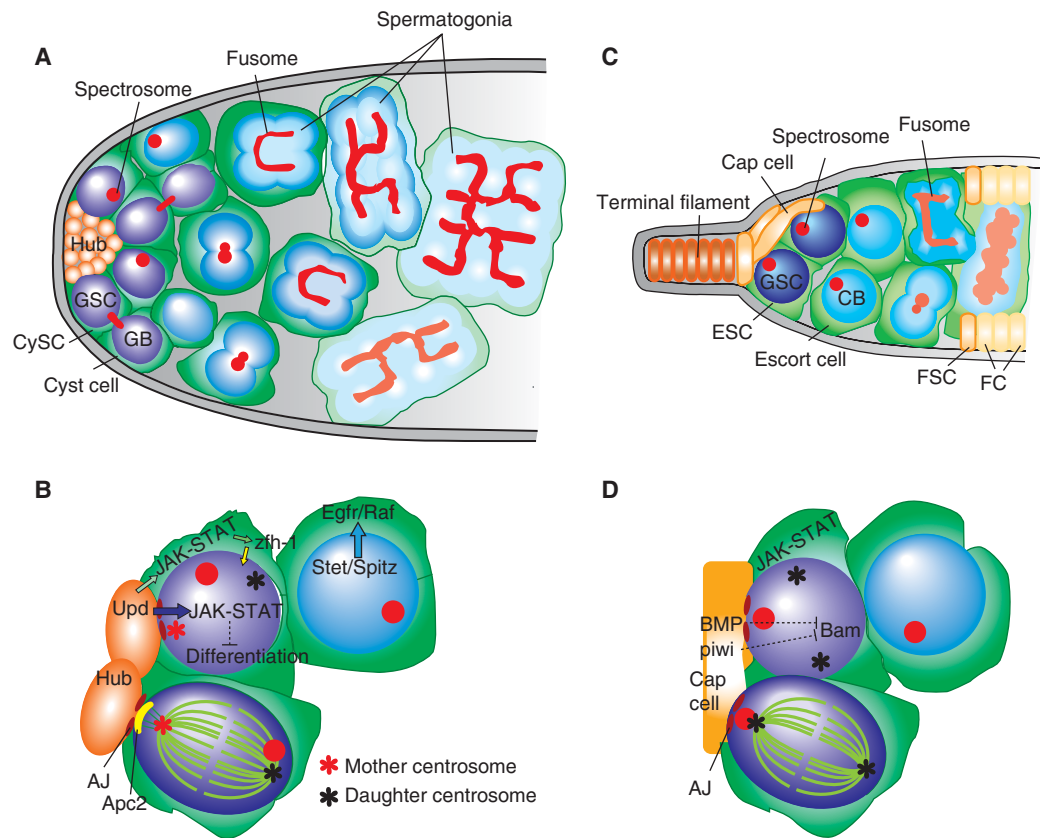 A
Spermatogonia
Fusome
Spectrosome
Hub
GSC
GB
CySC
Cyst cell
C
Fusome
Spectrosome
Cap cell
Terminal filament
GSC
CB
ESC
Escort cell
FSC
FC
B
Egfr/Raf
JAK-STAT
zfh-1
Stet/Spitz
Upd
JAK-STAT
Differentiation
Hub
AJ
Apc2
Mother centrosome
Daughter centrosome
D
JAK-STAT
BMP
piwi
Bam
Cap
cell
AJ